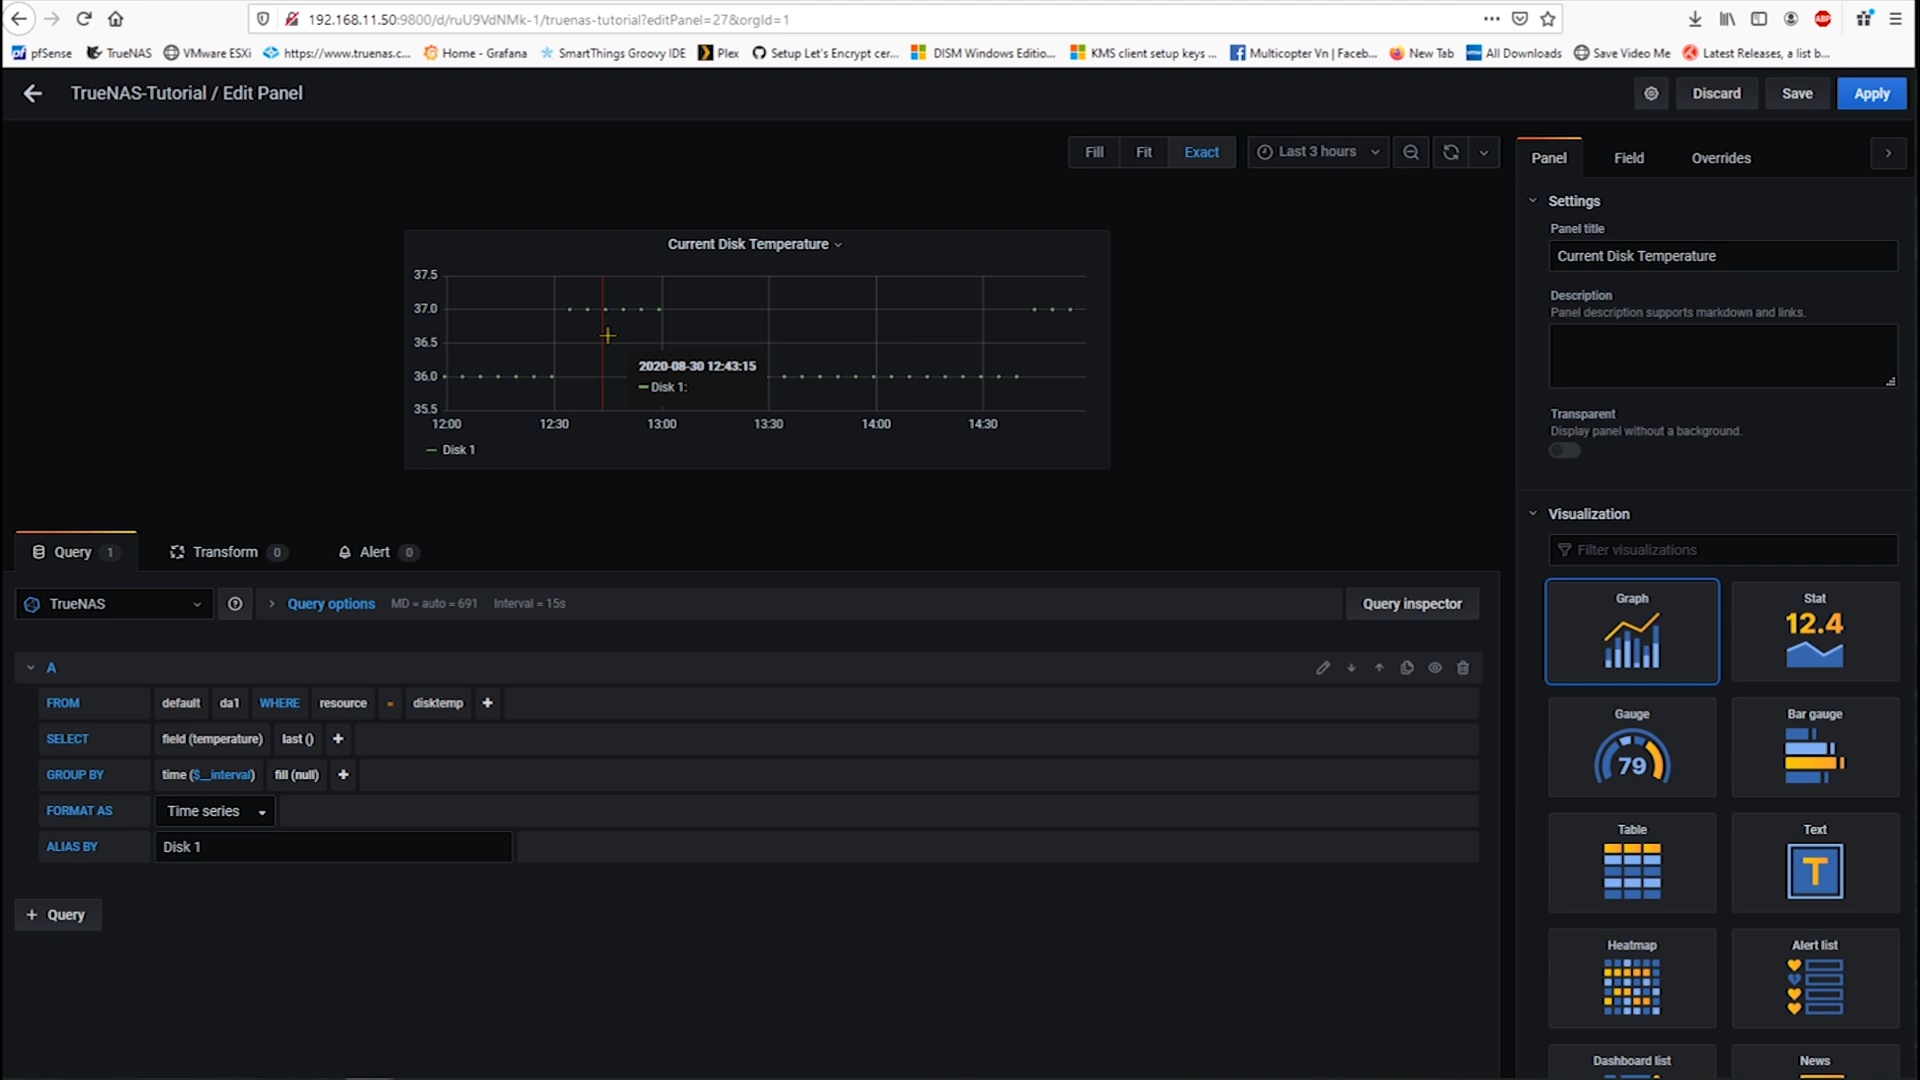 192.168.11.50:9800/d/ruU9VdNMk-1/truenas-tutorial?editPanel=27&orgId=1
ABP
pf pfSense TrueNAS VMware ESXi https://www.truenas.c... Home - Grafana SmartThings Groovy IDE Plex Setup Let's Encrypt cer... DISM Windows Editio... KMS client setup keys ... Multicopter Vn | Faceb... New Tab All Downloads Save Video Me Latest Releases, a list b...
TrueNAS-Tutorial / Edit Panel
Discard Save Apply
Fill Fit Exact Last 3 hours
Panel Field Overrides
Settings
Panel title
Current Disk Temperature
Description
Panel description supports markdown and links.
Transparent
Display panel without a background.
Current Disk Temperature
37.5
37.0
36.5
36.0
35.5
2020-08-30 12:43:15
Disk 1:
12:00 12:30 13:00 13:30 14:00 14:30
Disk 1
Query 1 Transform 0 Alert 0
TrueNAS Query options MD = auto = 691 Interval = 15s Query inspector
A
FROM default da1 WHERE resource = disktemp +
SELECT field (temperature) last () +
GROUP BY time ($__interval) fill (null) +
FORMAT AS Time series
ALIAS BY Disk 1
+ Query
Visualization
Filter visualizations
Graph Stat
12.4
Gauge Bar gauge
79
Table Text
T
Heatmap Alert list
Dashboard list News